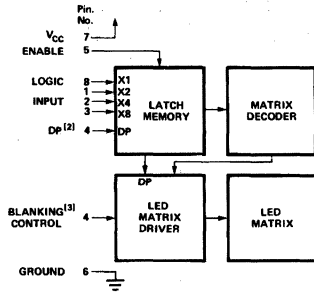 Pin.
No.
VCC 7
ENABLE 5
LOGIC 8 X1
1 X2
INPUT 2 X4
3 X8
DP[2] 4 DP
LATCH
MEMORY
MATRIX
DECODER
DP
BLANKING[3]
CONTROL 4
LED
MATRIX
DRIVER
LED
MATRIX
GROUND 6